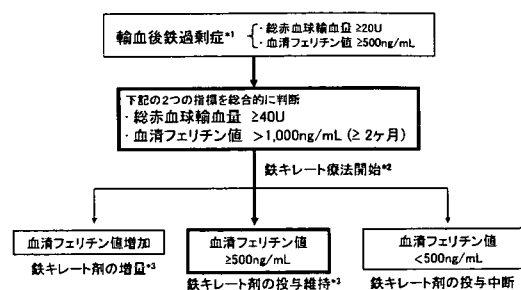 輸血後鉄過剰症*1
・総赤血球輸血量 ≥20U
・血清フェリチン値 ≥500ng/mL
下記の2つの指標を総合的に判断
・総赤血球輸血量 ≥40U
・血清フェリチン値 >1,000ng/mL (≥ 2ヶ月)
鉄キレート療法開始*2
血清フェリチン値増加
鉄キレート剤の増量*3
血清フェリチン値
≥500ng/mL
鉄キレート剤の投与維持*3
血清フェリチン値
<500ng/mL
鉄キレート剤の投与中断